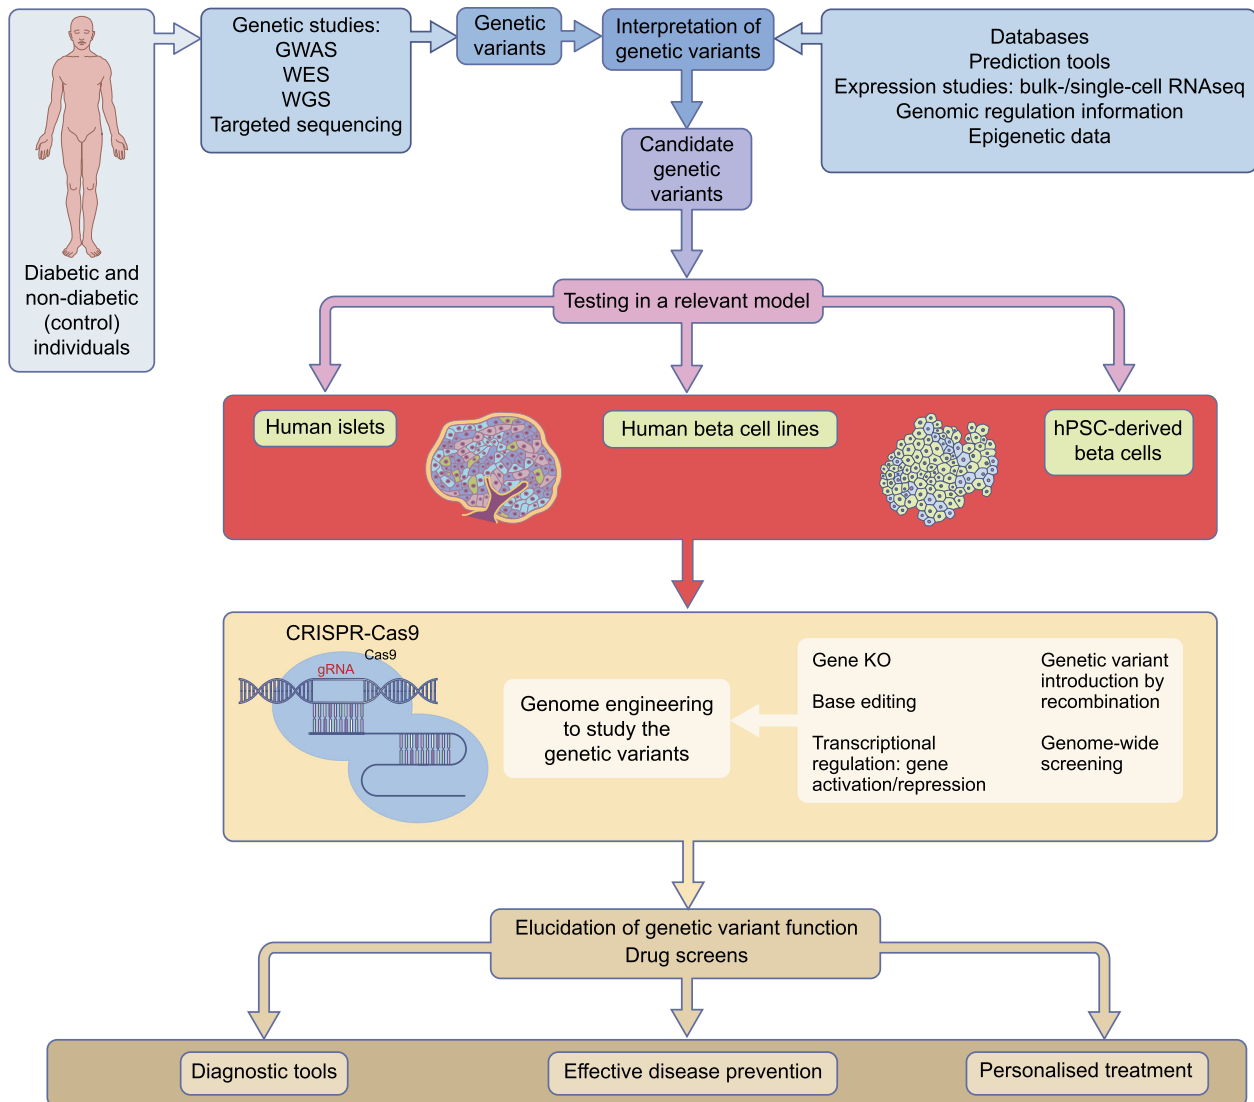 Diabetic and
non-diabetic
(control)
individuals
Genetic studies:
GWAS
WES
WGS
Targeted sequencing
Genetic
variants
Interpretation of
genetic variants
Databases
Prediction tools
Expression studies: bulk-/single-cell RNAseq
Genomic regulation information
Epigenetic data
Candidate
genetic
variants
Testing in a relevant model
Human islets
Human beta cell lines
hPSC-derived
beta cells
CRISPR-Cas9
Cas9
gRNA
Genome engineering
to study the
genetic variants
Gene KO
Base editing
Transcriptional
regulation: gene
activation/repression
Genetic variant
introduction by
recombination
Genome-wide
screening
Elucidation of genetic variant function
Drug screens
Diagnostic tools
Effective disease prevention
Personalised treatment